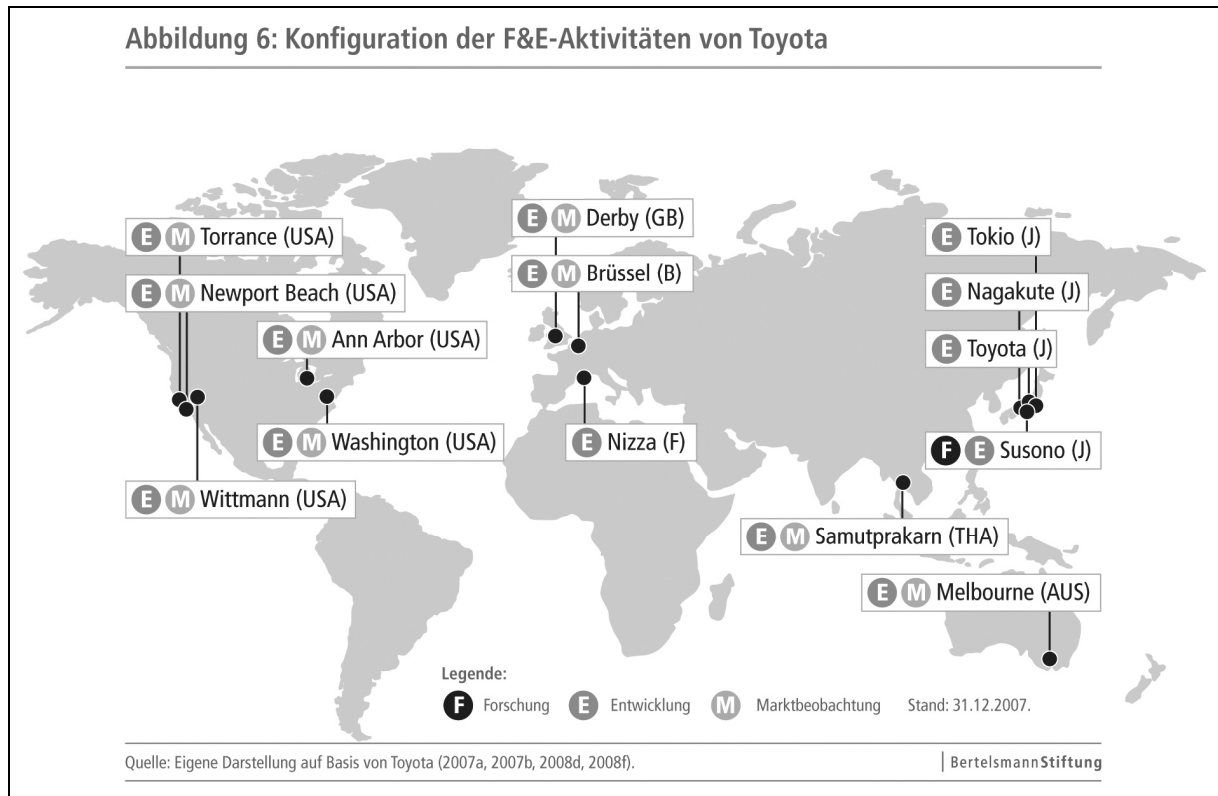 Abbildung 6: Konfiguration der F&E-Aktivitäten von Toyota
E M Torrance (USA)
E M Newport Beach (USA)
E M Ann Arbor (USA)
E M Washington (USA)
E M Wittmann (USA)
E M Derby (GB)
E M Brüssel (B)
E Nizza (F)
E Tokio (J)
E Nagakute (J)
E Toyota (J)
F E Susono (J)
E M Samutprakarn (THA)
E M Melbourne (AUS)
Legende:
F Forschung E Entwicklung M Marktbeobachtung Stand: 31.12.2007.
Quelle: Eigene Darstellung auf Basis von Toyota (2007a, 2007b, 2008d, 2008f).
BertelsmannStiftung